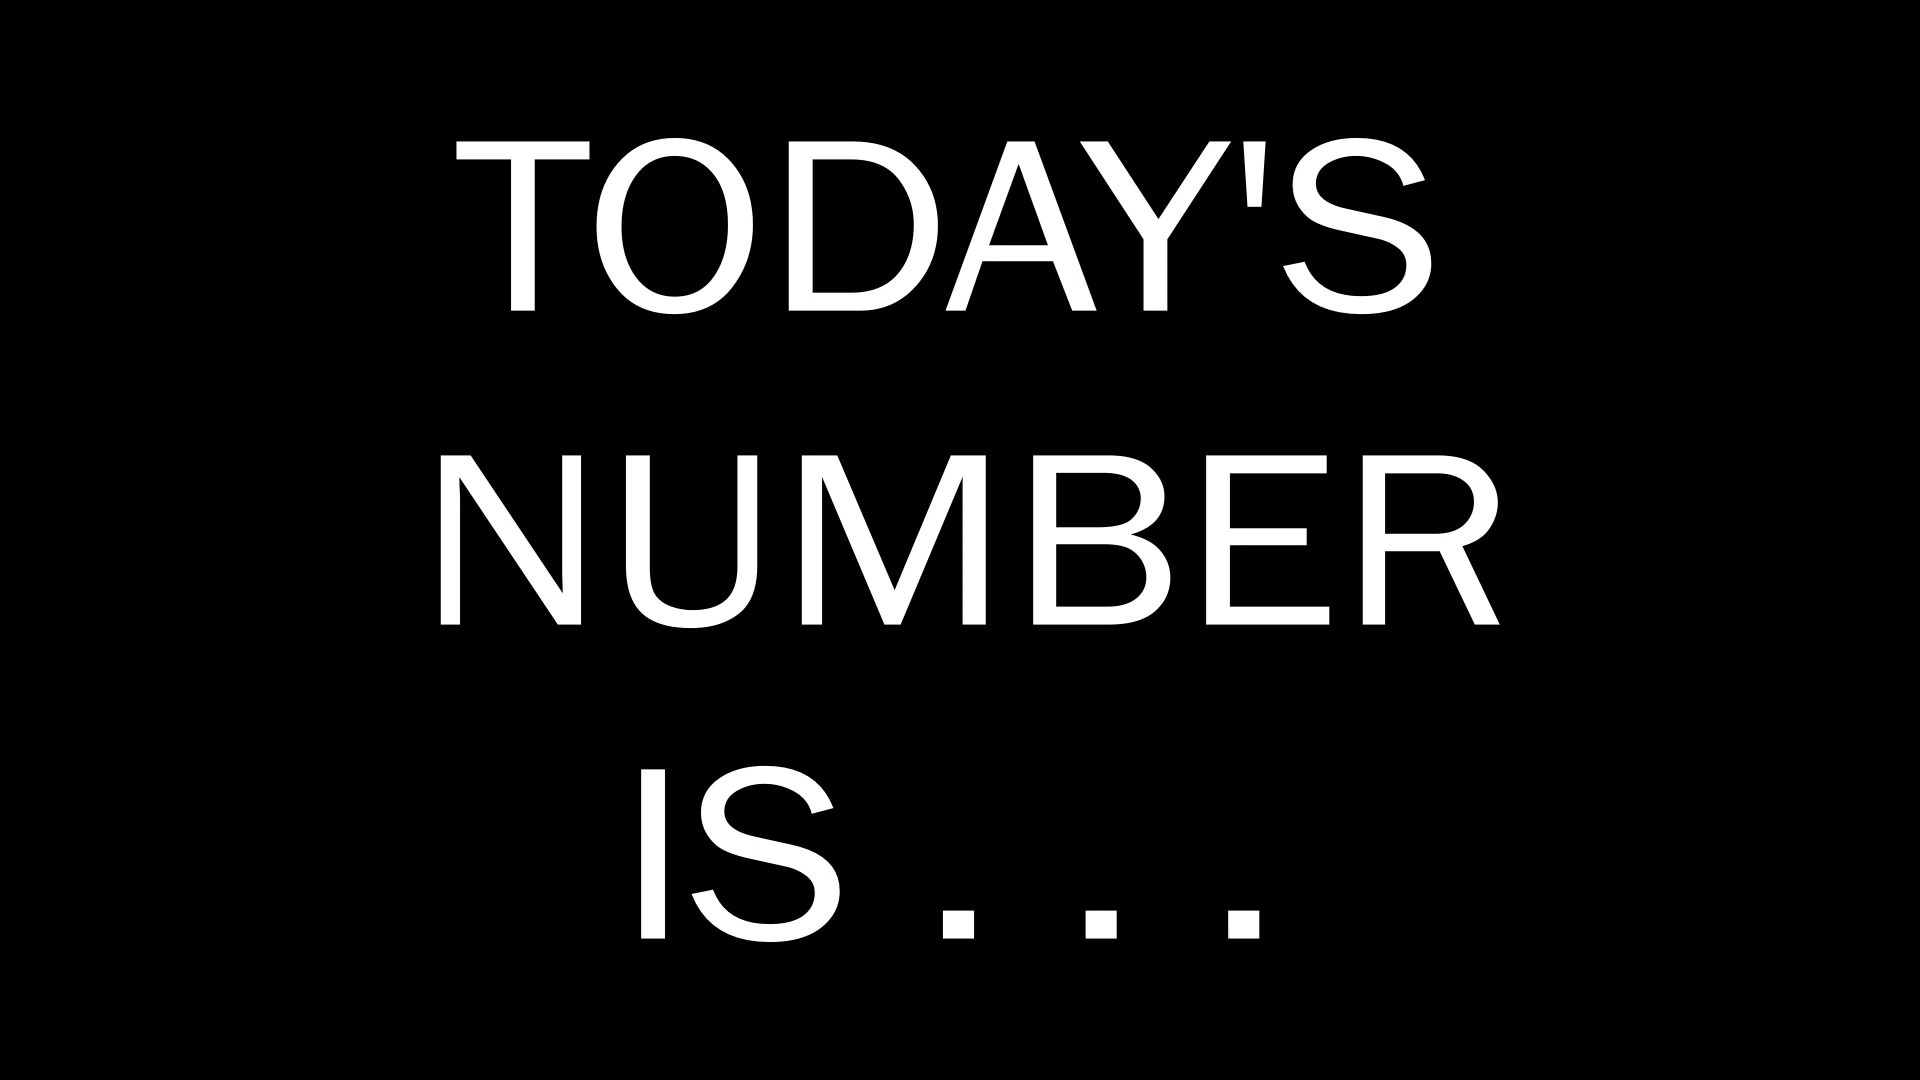 TODAY'S
NUMBER
IS . . .